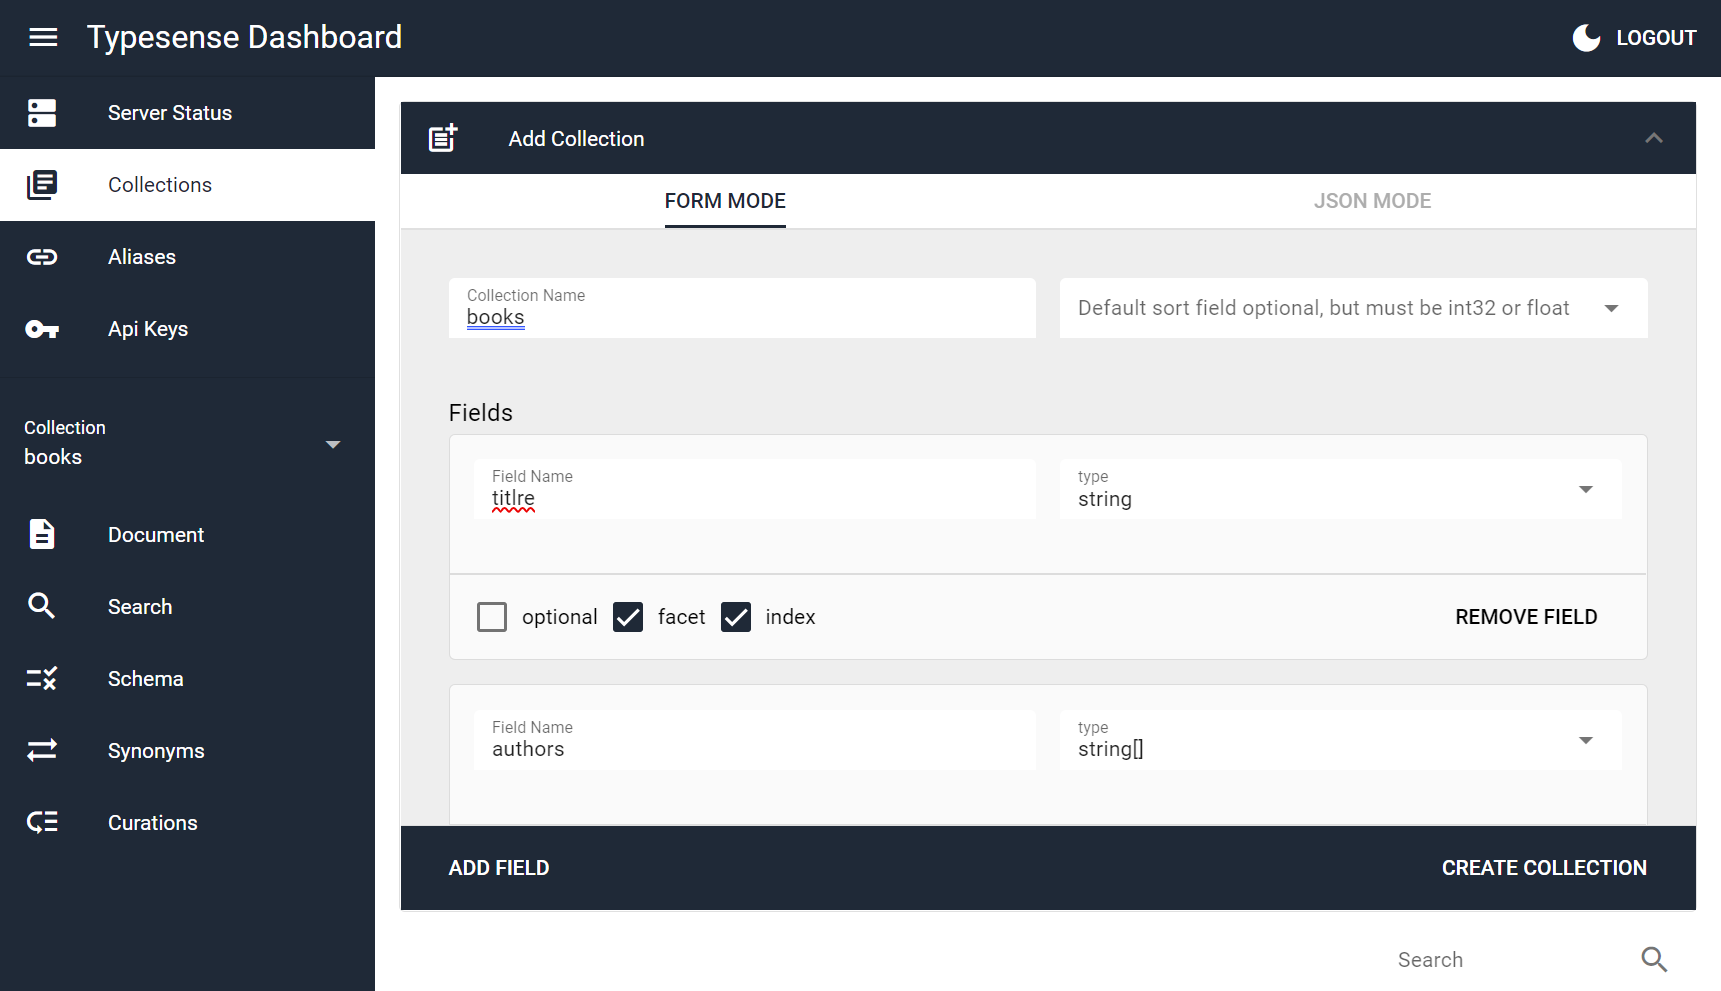 Typesense Dashboard
LOGOUT
Server Status
Collections
Aliases
Api Keys
Collection
books
Document
Search
Schema
Synonyms
Curations
Add Collection
FORM MODE
JSON MODE
Collection Name
books
Default sort field optional, but must be int32 or float
Fields
Field Name
titlre
type
string
optional
facet
index
REMOVE FIELD
Field Name
authors
type
string[]
ADD FIELD
CREATE COLLECTION
Search